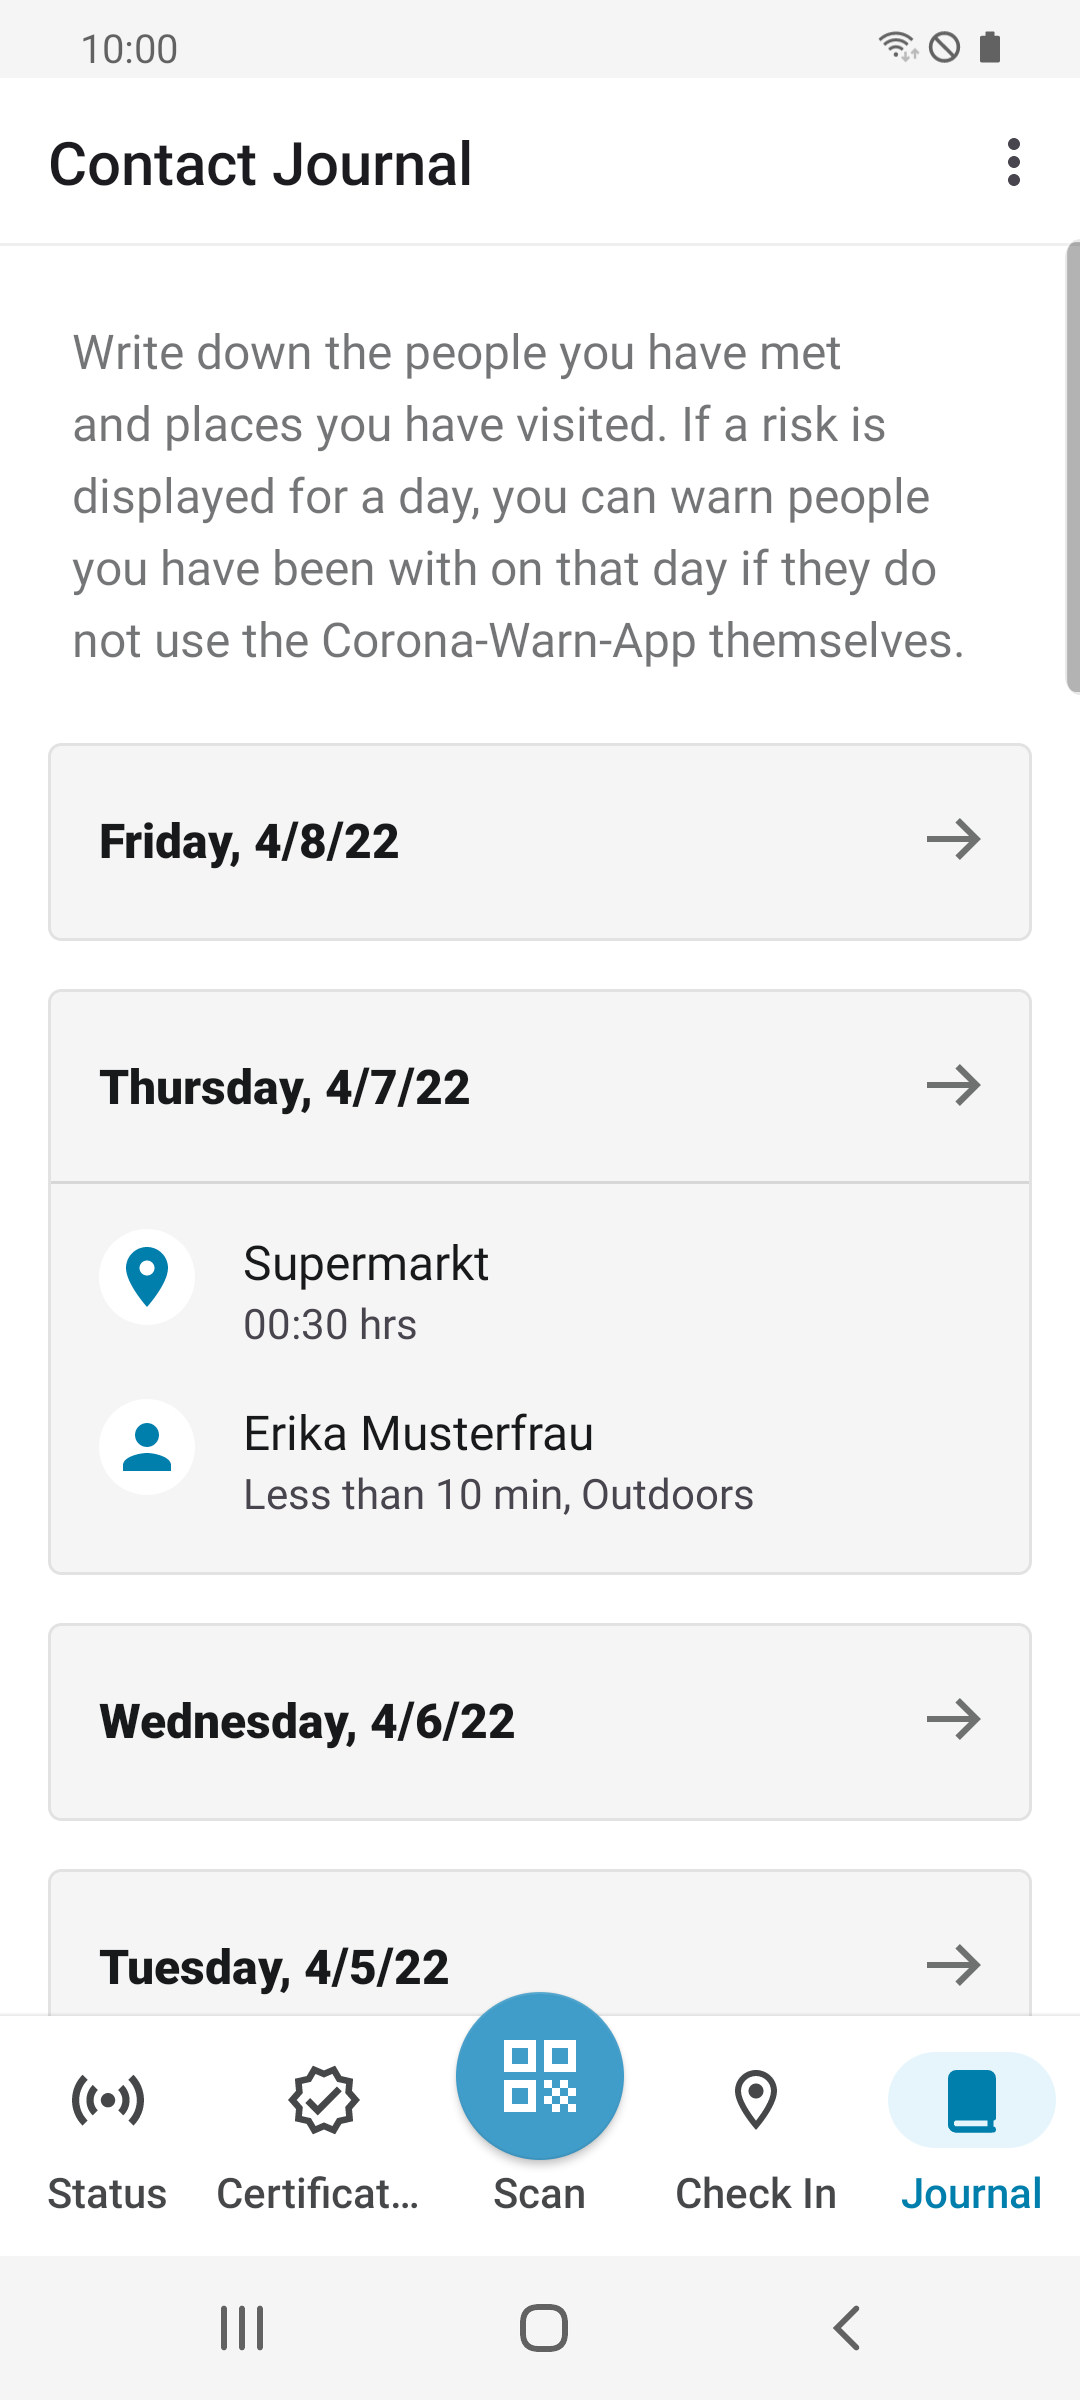 10:00
Contact Journal
Write down the people you have met
and places you have visited. If a risk is
displayed for a day, you can warn people
you have been with on that day if they do
not use the Corona-Warn-App themselves.
Friday, 4/8/22
Thursday, 4/7/22
Supermarkt
00:30 hrs
Erika Musterfrau
Less than 10 min, Outdoors
Wednesday, 4/6/22
Tuesday, 4/5/22
Status
Certificat...
Scan
Check In
Journal